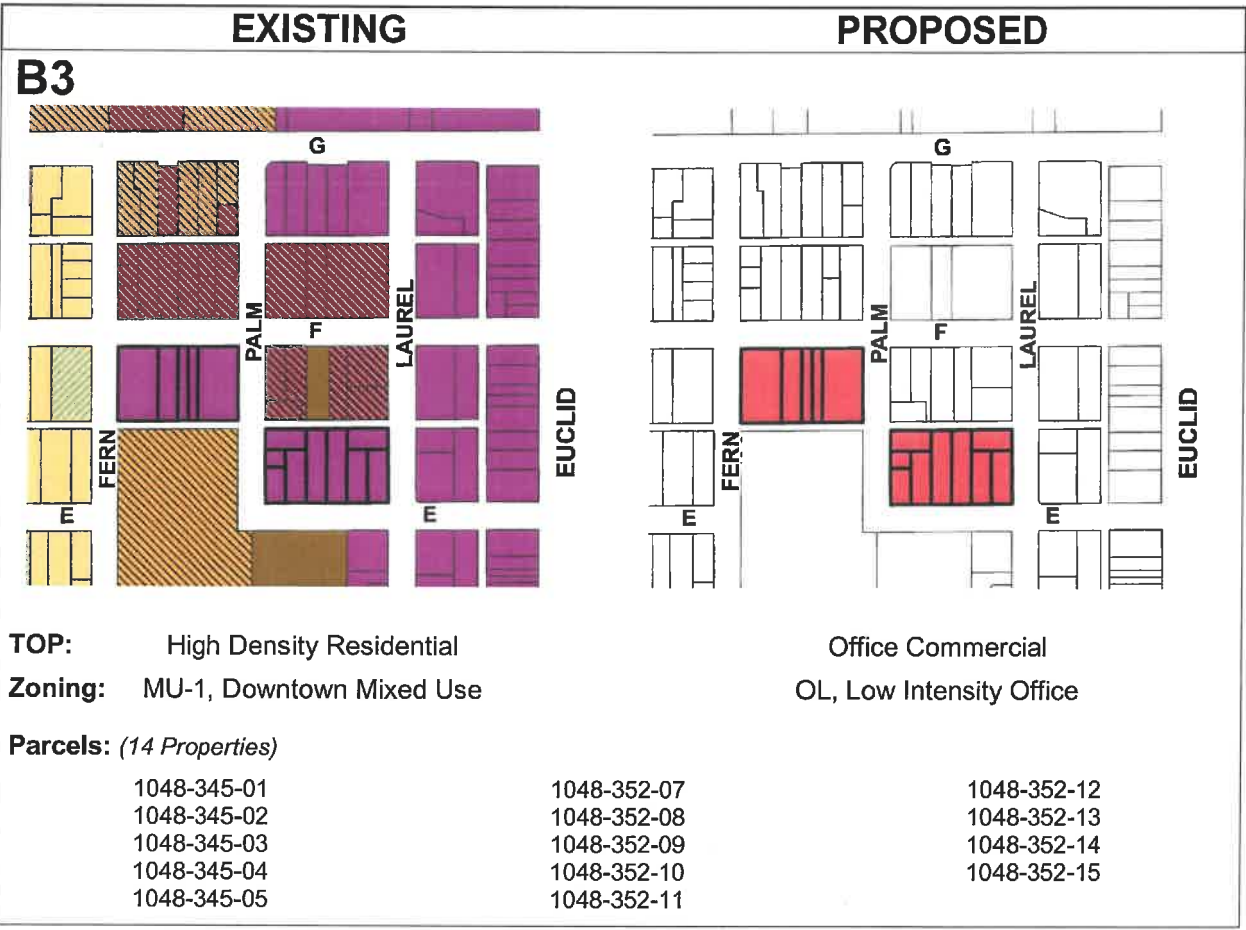 EXISTING
PROPOSED
B3
G
PALM
F
LAUREL
FERN
EUCLID
E
E
G
PALM
F
LAUREL
FERN
EUCLID
E
E
TOP: High Density Residential
Office Commercial
Zoning: MU-1, Downtown Mixed Use
OL, Low Intensity Office
Parcels: (14 Properties)
1048-345-01
1048-345-02
1048-345-03
1048-345-04
1048-345-05
1048-352-07
1048-352-08
1048-352-09
1048-352-10
1048-352-11
1048-352-12
1048-352-13
1048-352-14
1048-352-15